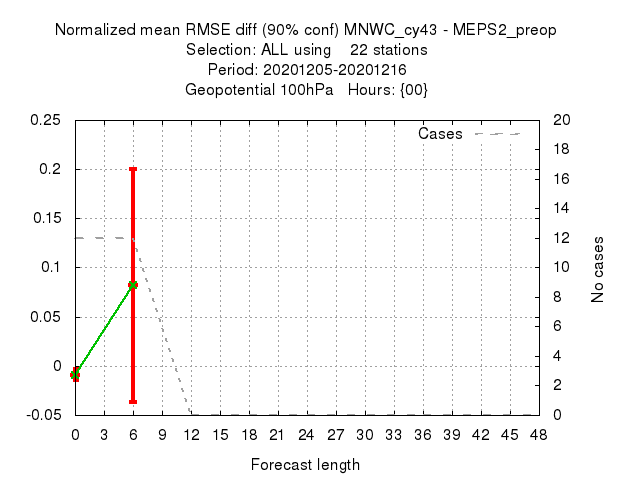 Normalized mean RMSE diff (90% conf) MNWC_cy43 - MEPS2_preop
Selection: ALL using 22 stations
Period: 20201205-20201216
Geopotential 100hPa Hours: {00}
0.25
0.2
0.15
0.1
0.05
0
-0.05
Cases
20
18
16
14
12
10
8
6
4
2
0
No cases
0 3 6 9 12 15 18 21 24 27 30 33 36 39 42 45 48
Forecast length